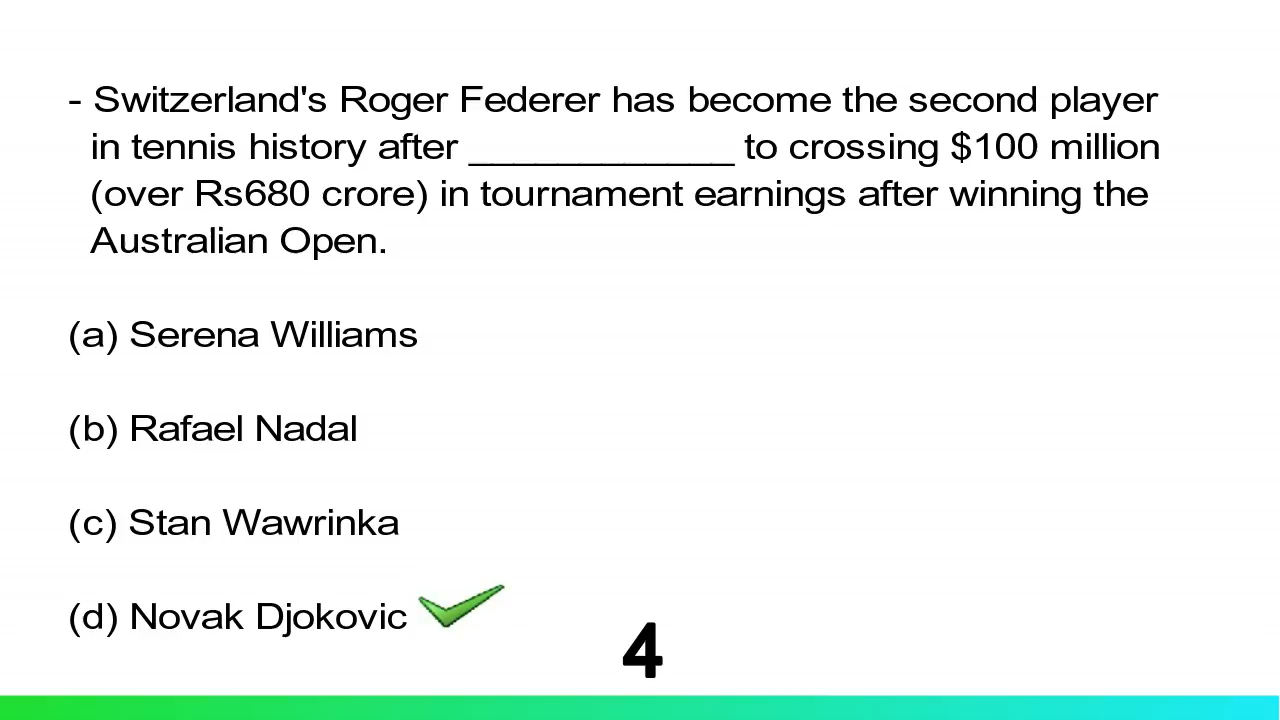 - Switzerland's Roger Federer has become the second player
in tennis history after _____________ to crossing $100 million
(over Rs680 crore) in tournament earnings after winning the
Australian Open.
(a) Serena Williams
(b) Rafael Nadal
(c) Stan Wawrinka
(d) Novak Djokovic
4